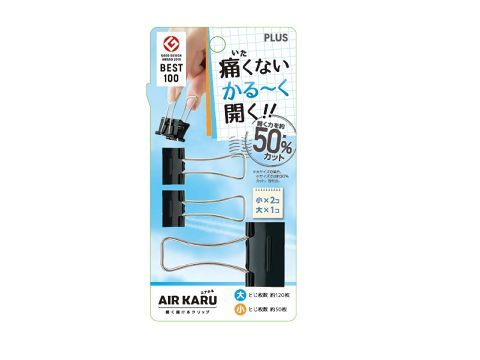 PLUS
GOOD DESIGN
AWARD 2015
BEST
100
いた
痛くない
かる〜く
開く!!
開く力を約
50%
カット
小×2コ
大×1コ
エアかる
AIR KARU
軽く開けるクリップ
大 とじ枚数 約120枚
小 とじ枚数 約50枚